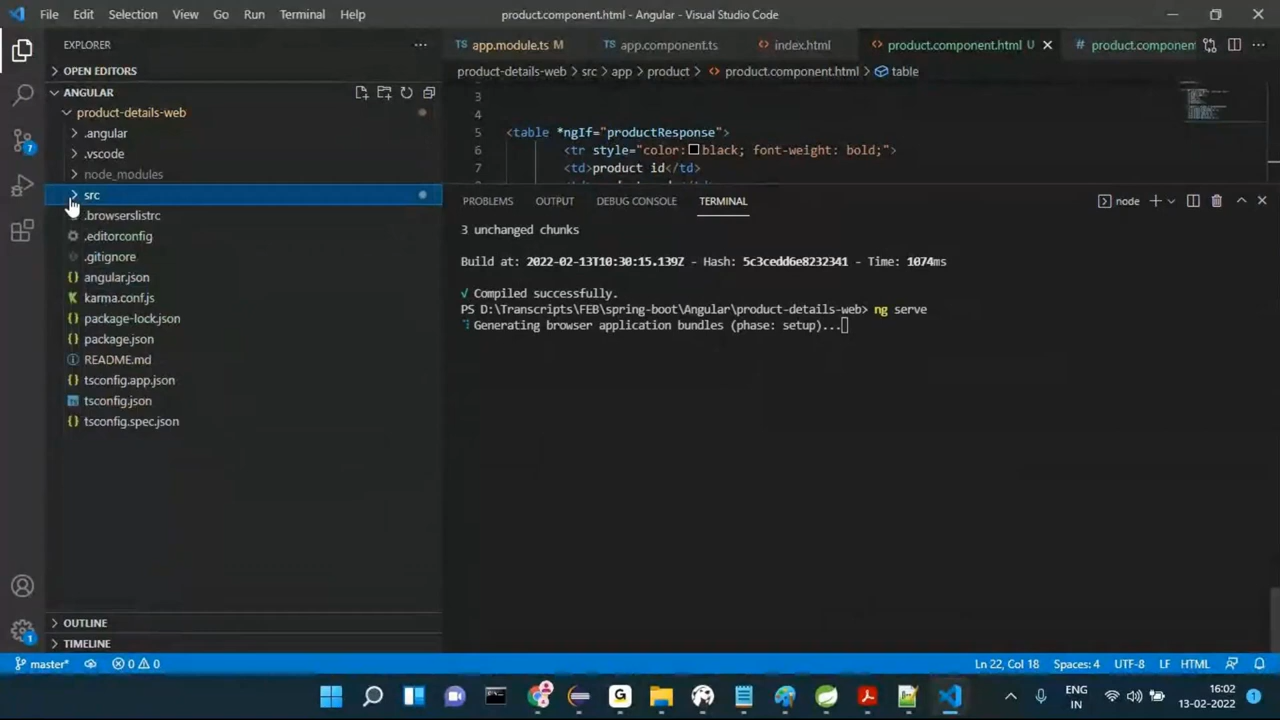 File Edit Selection View Go Run Terminal Help
product.component.html - Angular - Visual Studio Code
EXPLORER
OPEN EDITORS
ANGULAR
product-details-web
.angular
.vscode
node_modules
src
.browserslistrc
.editorconfig
.gitignore
angular.json
karma.conf.js
package-lock.json
package.json
README.md
tsconfig.app.json
tsconfig.json
tsconfig.spec.json
OUTLINE
TIMELINE
app.module.ts M app.component.ts index.html product.component.html U product.component
product-details-web > src > app > product > product.component.html > table
3
4
5 <table *ngIf="productResponse">
6 <tr style="color:black; font-weight: bold;">
7 <td>product id</td>
PROBLEMS OUTPUT DEBUG CONSOLE TERMINAL
node
3 unchanged chunks
Build at: 2022-02-13T10:30:15.139Z - Hash: 5c3cedd6e8232341 - Time: 1074ms
√ Compiled successfully.
PS D:\Transcripts\FEB\spring-boot\Angular\product-details-web> ng serve
Generating browser application bundles (phase: setup)...
7
1
master* 0 0
Ln 22, Col 18 Spaces: 4 UTF-8 LF HTML
ENG
IN
16:02
13-02-2022
1